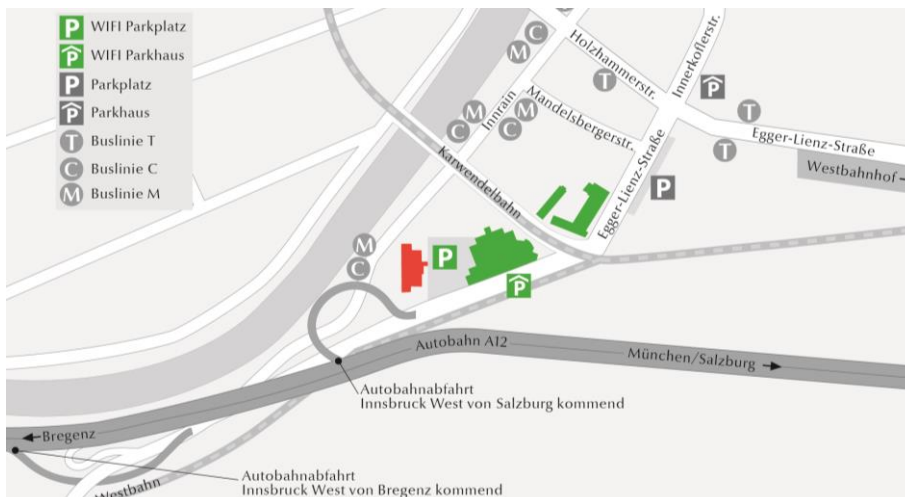 P WIFI Parkplatz
P WIFI Parkhaus
P Parkplatz
P Parkhaus
T Buslinie T
C Buslinie C
M Buslinie M
C
M
Holzhammerstr.
T
Innerkoflerstr.
P
T
T
Egger-Lienz-Straße
Westbahnhof →
M
C
Innrain
M
C
Mandelsbergerstr.
Karwendelbahn
Egger-Lienz-Straße
P
M
C
P
P
Autobahn A12
München/Salzburg →
Autobahnabfahrt
Innsbruck West von Salzburg kommend
← Bregenz
Autobahnabfahrt
Innsbruck West von Bregenz kommend
Westbahn